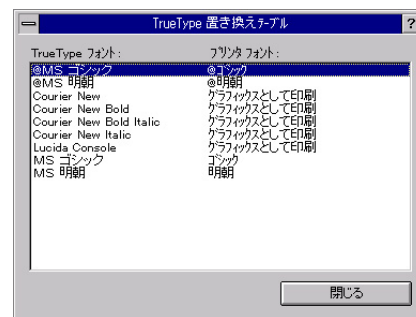 TrueType 置き換えテーブル ?
TrueType フォント: プリンタ フォント:
@MS ゴシック @ゴシック
@MS 明朝 @明朝
Courier New グラフィックスとして印刷
Courier New Bold グラフィックスとして印刷
Courier New Bold Italic グラフィックスとして印刷
Courier New Italic グラフィックスとして印刷
Lucida Console グラフィックスとして印刷
MS ゴシック ゴシック
MS 明朝 明朝
閉じる